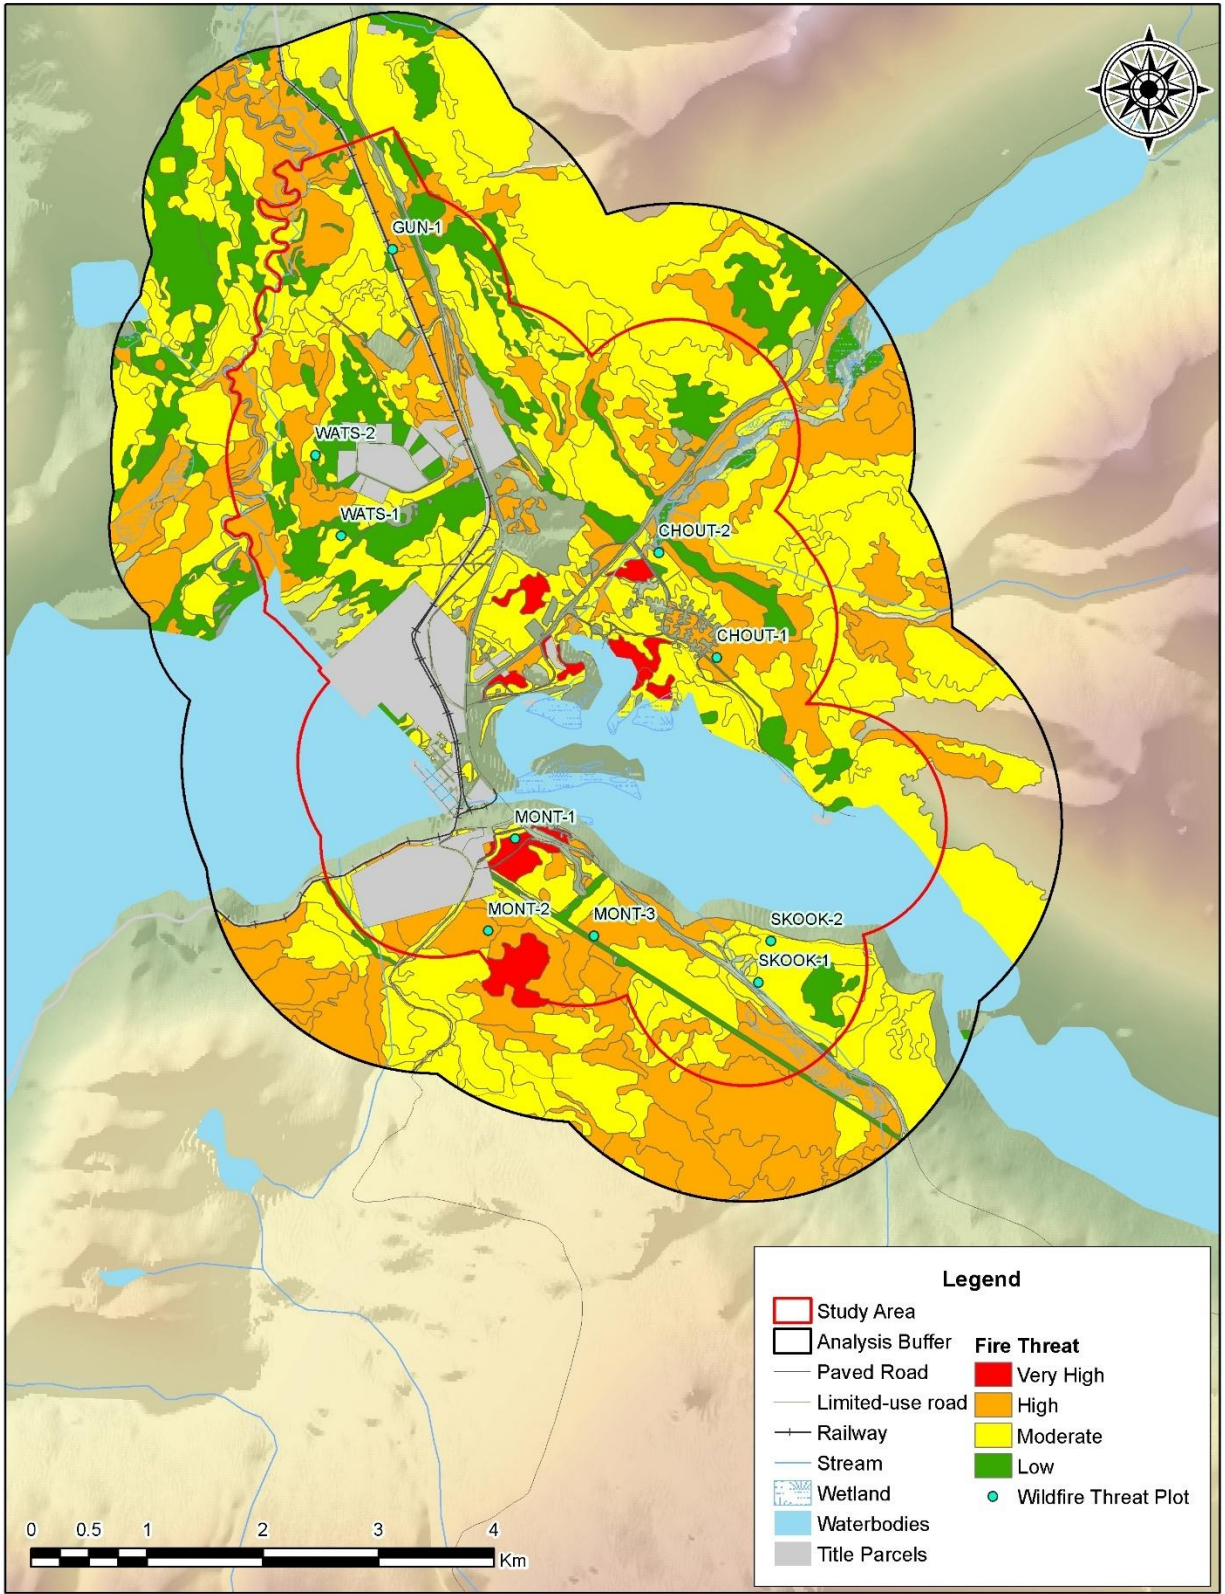 GUN-1
WATS-2
WATS-1
CHOUT-2
CHOUT-1
MONT-1
MONT-2
MONT-3
SKOOK-2
SKOOK-1
Legend
Study Area
Analysis Buffer
Paved Road
Limited-use road
Railway
Stream
Wetland
Waterbodies
Title Parcels
Fire Threat
Very High
High
Moderate
Low
Wildfire Threat Plot
0 0.5 1 2 3 4
Km